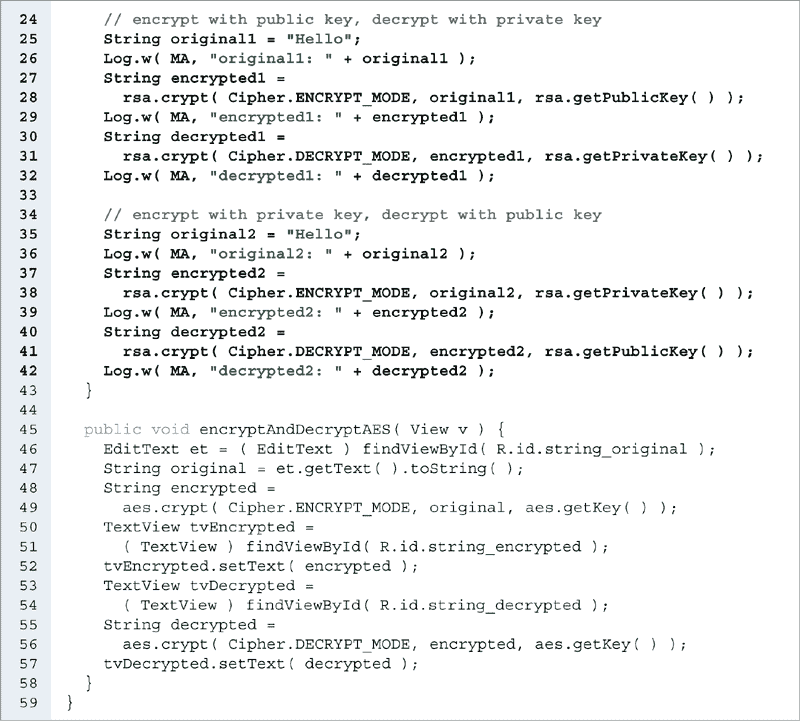 24 // encrypt with public key, decrypt with private key
25 String original1 = "Hello";
26 Log.w( MA, "original1: " + original1 );
27 String encrypted1 =
28 rsa.crypt( Cipher.ENCRYPT_MODE, original1, rsa.getPublicKey( ) );
29 Log.w( MA, "encrypted1: " + encrypted1 );
30 String decrypted1 =
31 rsa.crypt( Cipher.DECRYPT_MODE, encrypted1, rsa.getPrivateKey( ) );
32 Log.w( MA, "decrypted1: " + decrypted1 );
33
34 // encrypt with private key, decrypt with public key
35 String original2 = "Hello";
36 Log.w( MA, "original2: " + original2 );
37 String encrypted2 =
38 rsa.crypt( Cipher.ENCRYPT_MODE, original2, rsa.getPrivateKey( ) );
39 Log.w( MA, "encrypted2: " + encrypted2 );
40 String decrypted2 =
41 rsa.crypt( Cipher.DECRYPT_MODE, encrypted2, rsa.getPublicKey( ) );
42 Log.w( MA, "decrypted2: " + decrypted2 );
43 }
44
45 public void encryptAndDecryptAES( View v ) {
46 EditText et = ( EditText ) findViewById( R.id.string_original );
47 String original = et.getText( ).toString( );
48 String encrypted =
49 aes.crypt( Cipher.ENCRYPT_MODE, original, aes.getKey( ) );
50 TextView tvEncrypted =
51 ( TextView ) findViewById( R.id.string_encrypted );
52 tvEncrypted.setText( encrypted );
53 TextView tvDecrypted =
54 ( TextView ) findViewById( R.id.string_decrypted );
55 String decrypted =
56 aes.crypt( Cipher.DECRYPT_MODE, encrypted, aes.getKey( ) );
57 tvDecrypted.setText( decrypted );
58 }
59 }